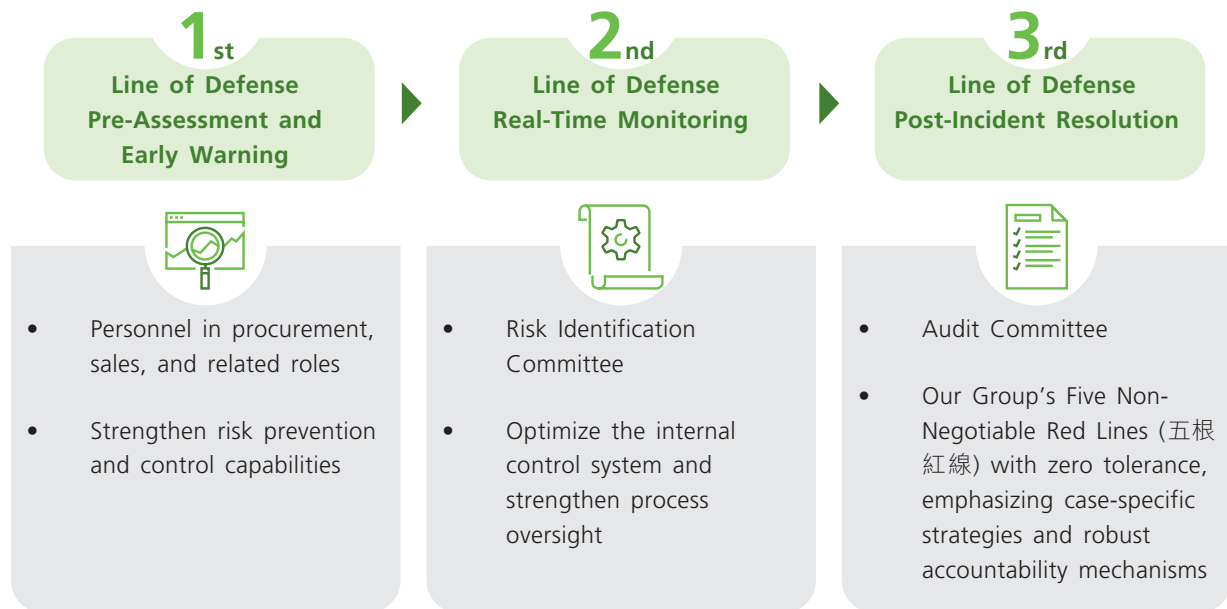 1st
Line of Defense
Pre-Assessment and
Early Warning
• Personnel in procurement,
sales, and related roles
• Strengthen risk prevention
and control capabilities
2nd
Line of Defense
Real-Time Monitoring
• Risk Identification
Committee
• Optimize the internal
control system and
strengthen process
oversight
3rd
Line of Defense
Post-Incident Resolution
• Audit Committee
• Our Group’s Five Non-
Negotiable Red Lines (五根
紅線) with zero tolerance,
emphasizing case-specific
strategies and robust
accountability mechanisms